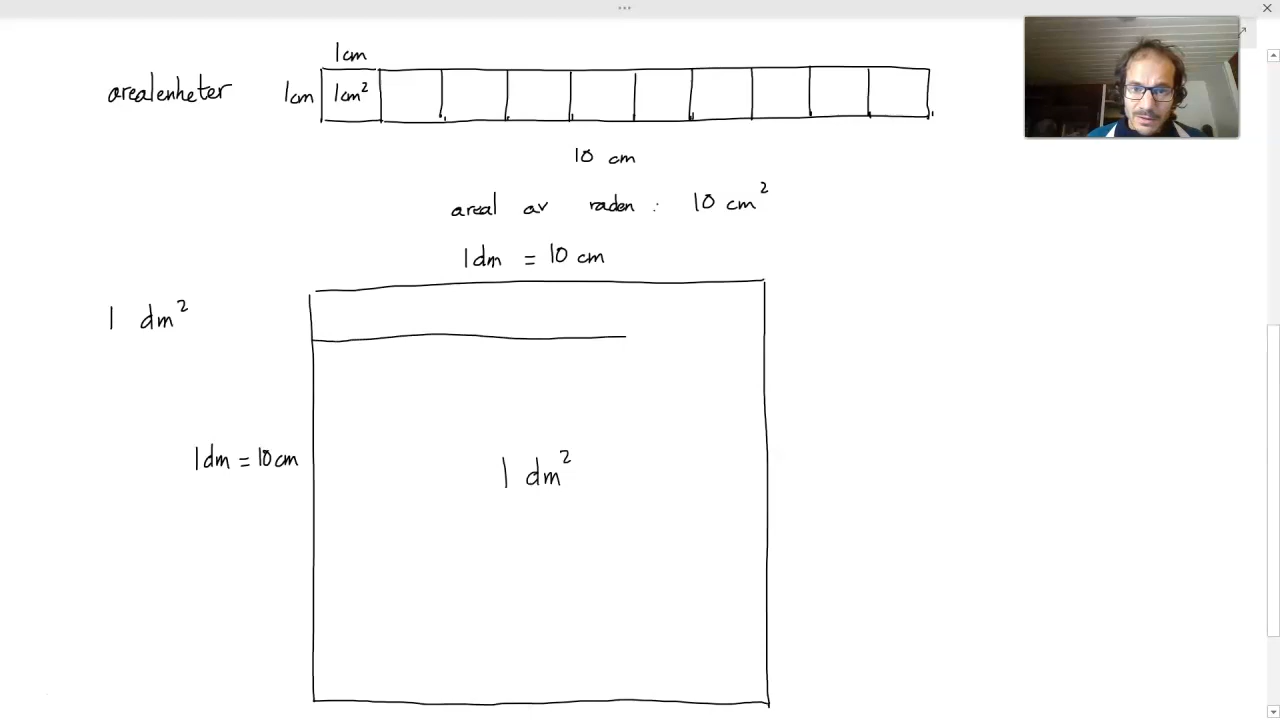 1cm
arealenheter 1cm 1cm²
10 cm
areal av raden : 10 cm²
1dm = 10 cm
1 dm²
1dm = 10cm
1 dm²